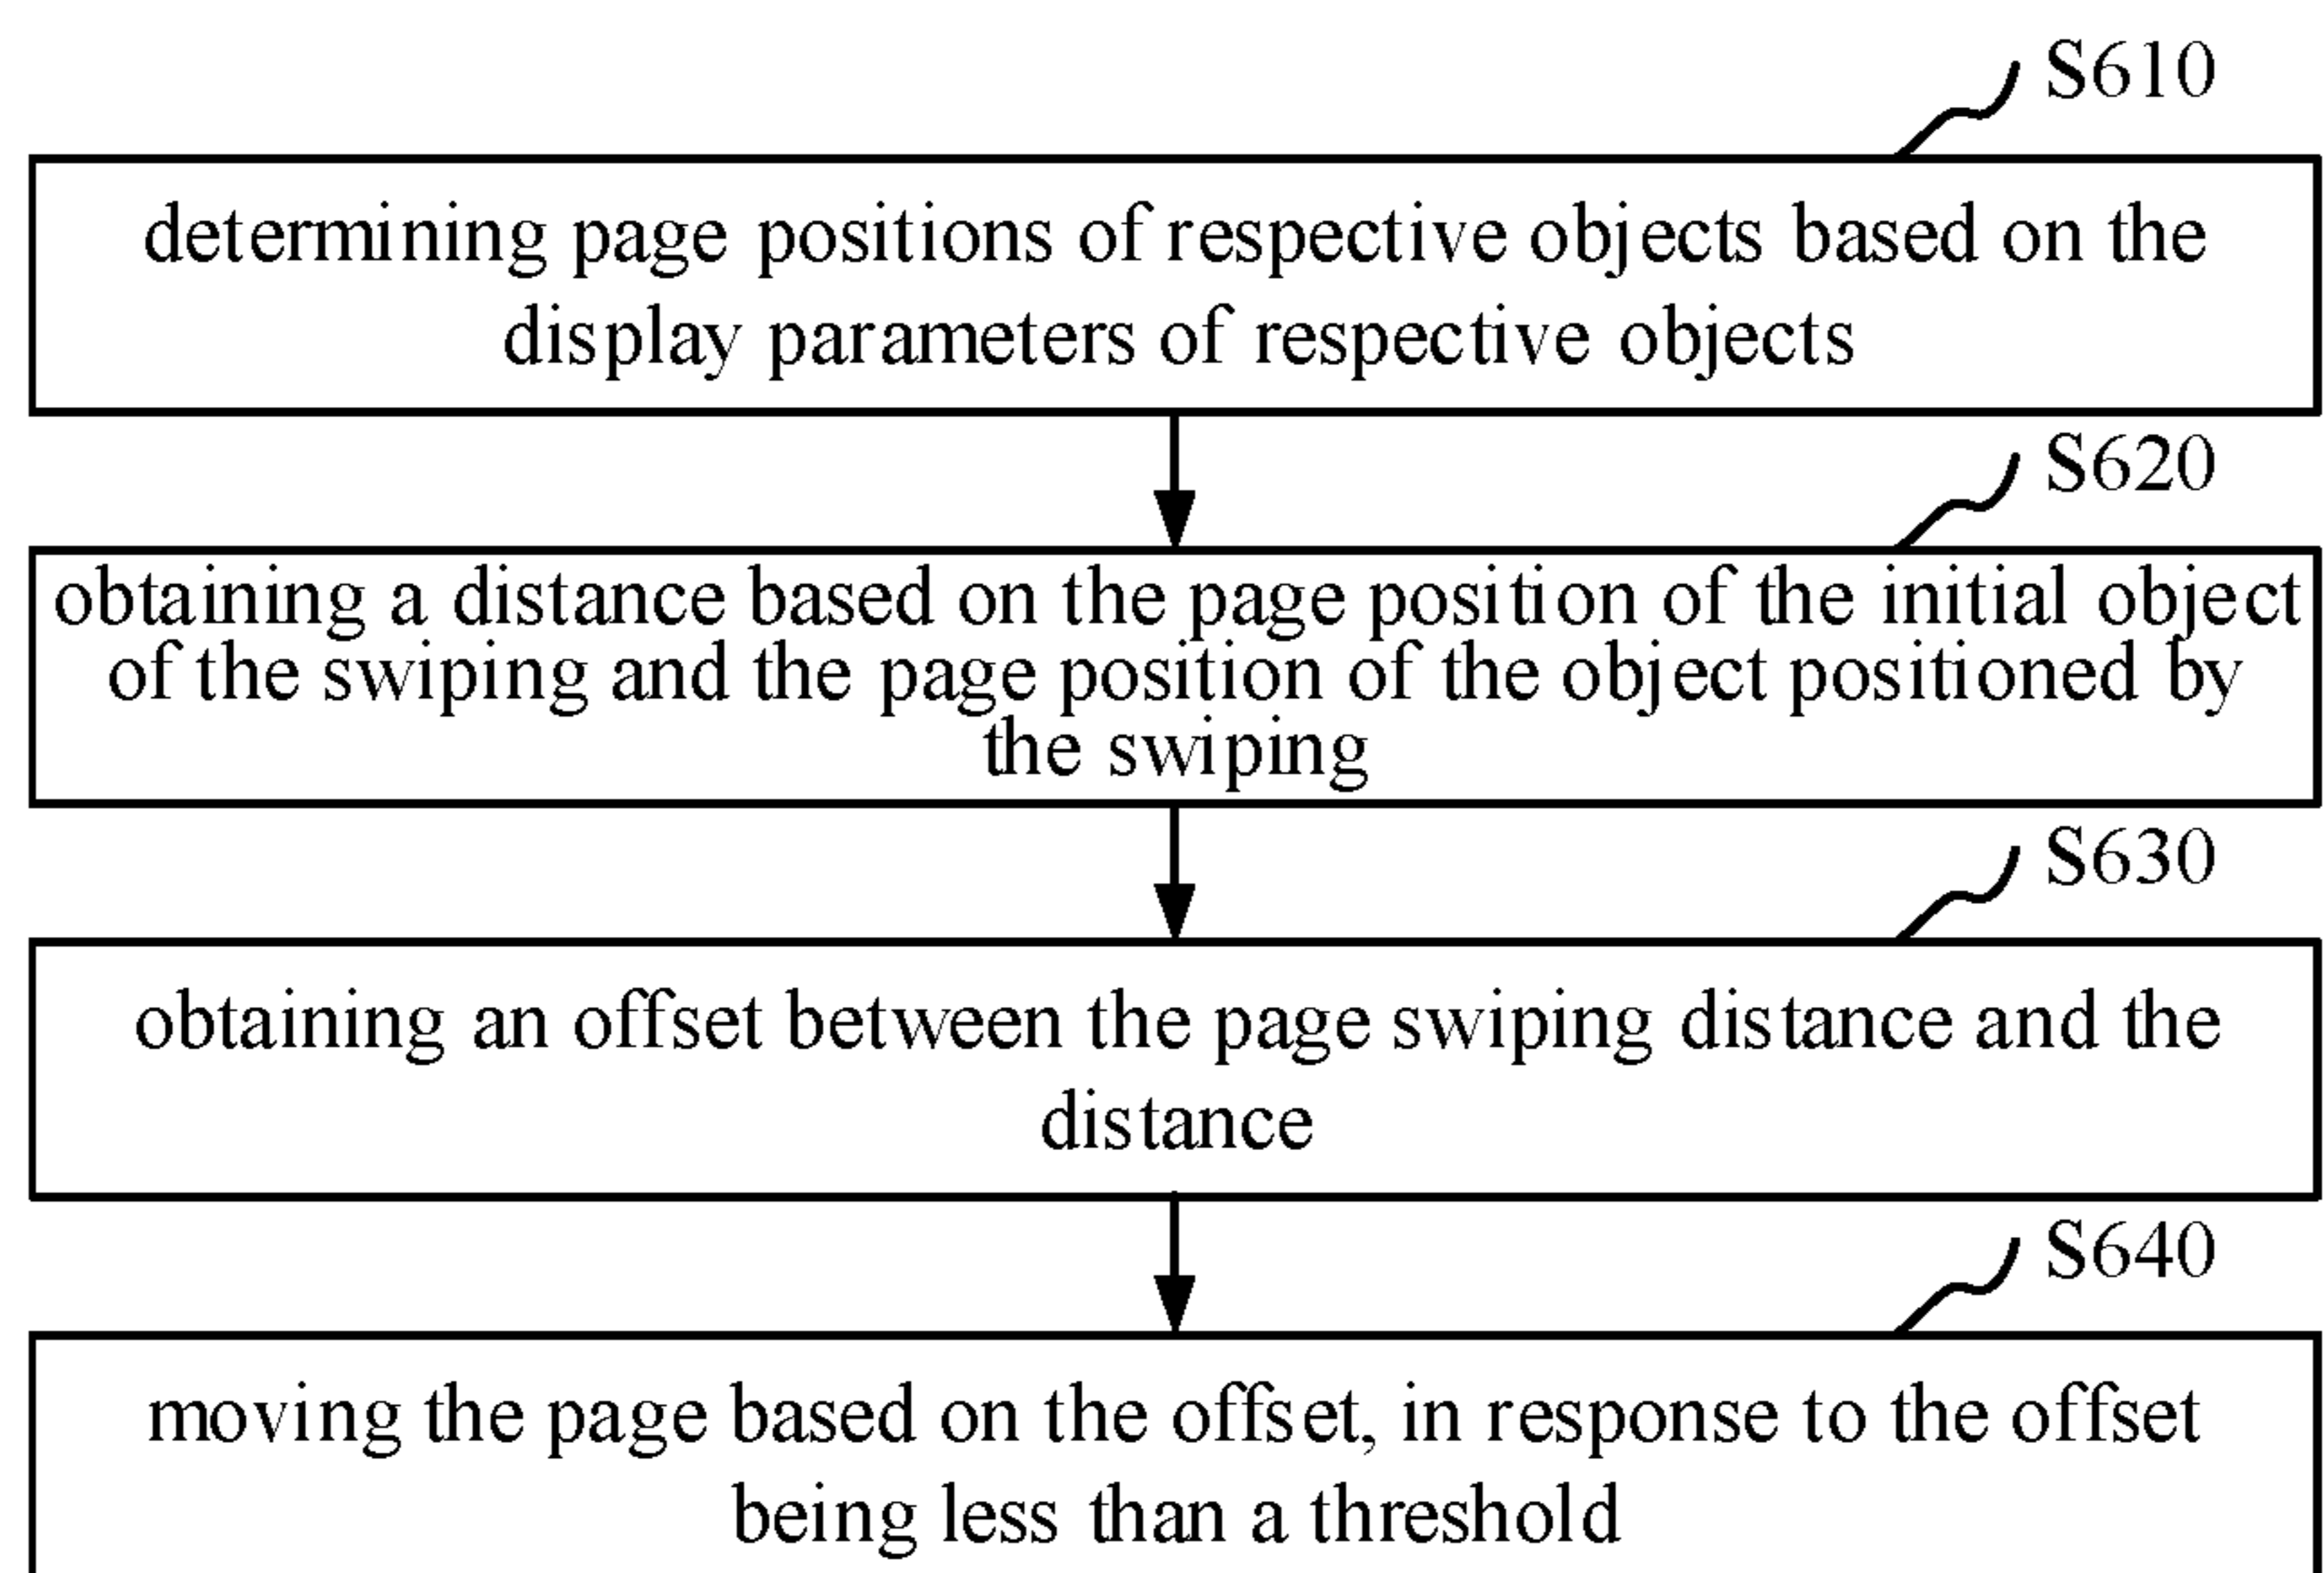 S610
determining page positions of respective objects based on the
display parameters of respective objects
S620
obtaining a distance based on the page position of the initial object
of the swiping and the page position of the object positioned by
the swiping
S630
obtaining an offset between the page swiping distance and the
distance
S640
moving the page based on the offset, in response to the offset
being less than a threshold